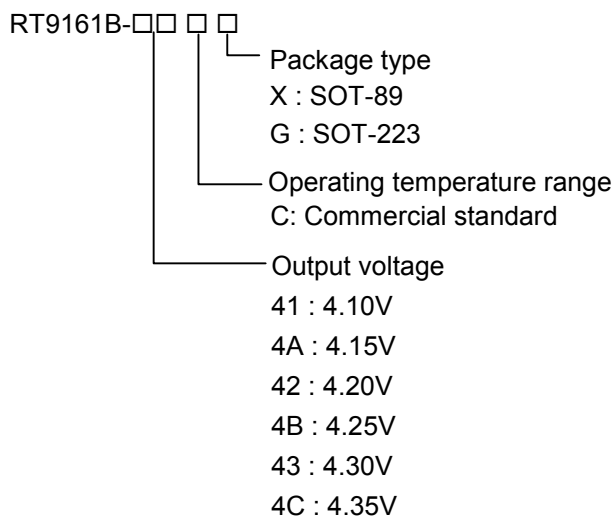 RT9161B-□□ □ □
Package type
X : SOT-89
G : SOT-223
Operating temperature range
C: Commercial standard
Output voltage
41 : 4.10V
4A : 4.15V
42 : 4.20V
4B : 4.25V
43 : 4.30V
4C : 4.35V